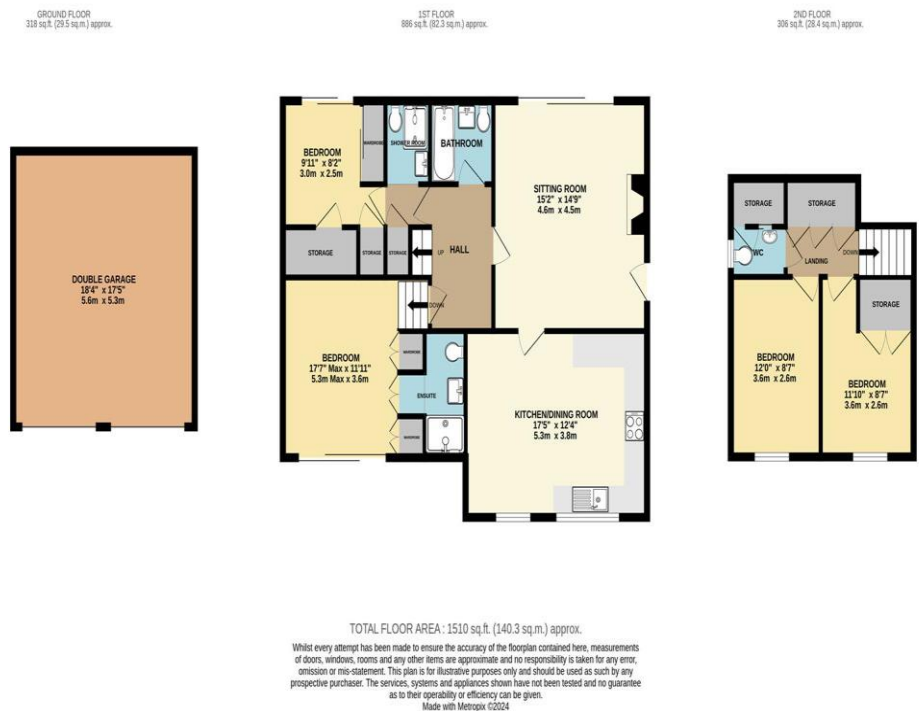 GROUND FLOOR
318 sq.ft. (29.5 sq.m.) approx.
1ST FLOOR
886 sq.ft. (82.3 sq.m.) approx.
2ND FLOOR
306 sq.ft. (28.4 sq.m.) approx.
DOUBLE GARAGE
18'4" x 17'5"
5.6m x 5.3m
BEDROOM
9'11" x 8'2"
3.0m x 2.5m
WARDROBE
SHOWER ROOM
BATHROOM
SITTING ROOM
15'2" x 14'9"
4.6m x 4.5m
STORAGE
STORAGE
STORAGE
UP
HALL
DOWN
BEDROOM
17'7" Max x 11'11"
5.3m Max x 3.6m
WARDROBE
ENSUITE
WARDROBE
KITCHEN/DINING ROOM
17'5" x 12'4"
5.3m x 3.8m
STORAGE
STORAGE
WC
LANDING
DOWN
STORAGE
BEDROOM
12'0" x 8'7"
3.6m x 2.6m
BEDROOM
11'10" x 8'7"
3.6m x 2.6m
TOTAL FLOOR AREA : 1510 sq.ft. (140.3 sq.m.) approx.
Whilst every attempt has been made to ensure the accuracy of the floorplan contained here, measurements
of doors, windows, rooms and any other items are approximate and no responsibility is taken for any error,
omission or mis-statement. This plan is for illustrative purposes only and should be used as such by any
prospective purchaser. The services, systems and appliances shown have not been tested and no guarantee
as to their operability or efficiency can be given.
Made with Metropix ©2024